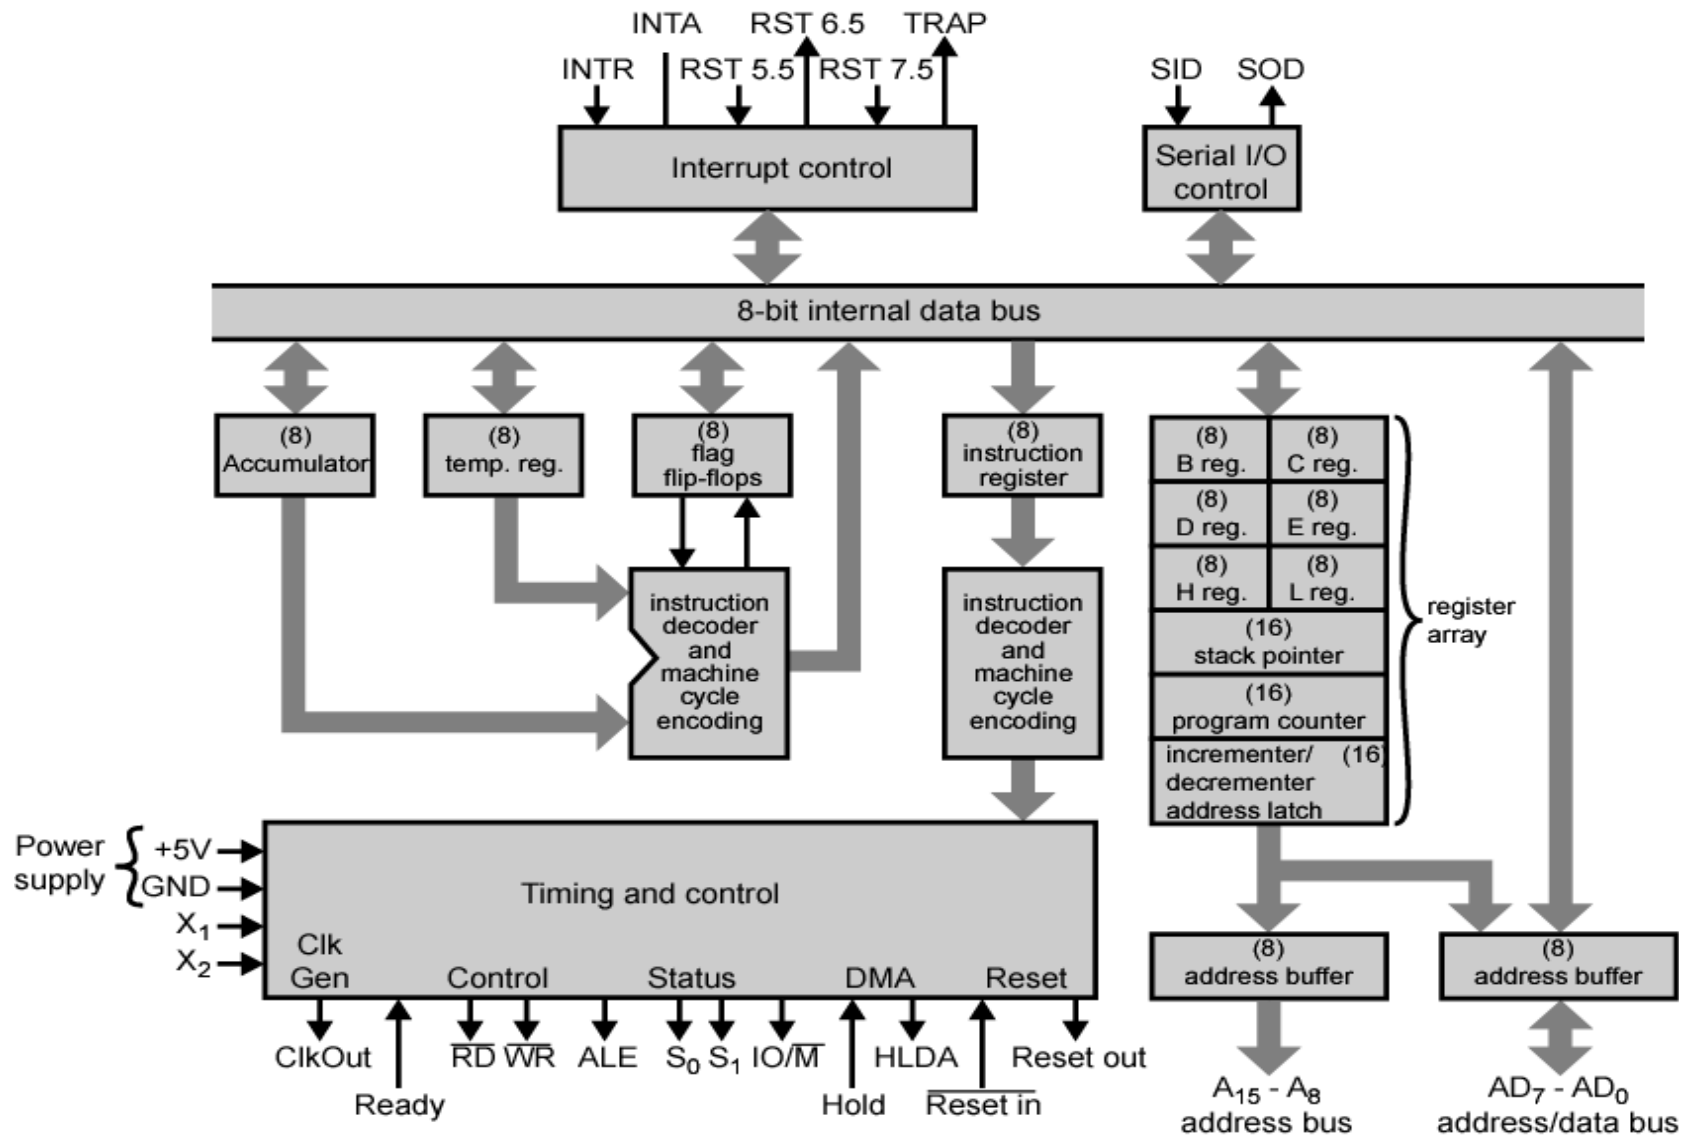 INTA RST 6.5 TRAP
INTR RST 5.5 RST 7.5 SID SOD
Interrupt control
Serial I/O
control
8-bit internal data bus
(8)
Accumulator
(8)
temp. reg.
(8)
flag
flip-flops
(8)
instruction
register
(8)
B reg.
(8)
C reg.
(8)
D reg.
(8)
E reg.
(8)
H reg.
(8)
L reg.
(16)
stack pointer
(16)
program counter
incrementer/ (16)
decrementer
address latch
register
array
instruction
decoder
and
machine
cycle
encoding
instruction
decoder
and
machine
cycle
encoding
Power
supply
+5V
GND
X1
X2
Timing and control
Clk
Gen
Control
Status
DMA
Reset
ClkOut
Ready
R̅D̅
W̅R̅
ALE
S0
S1
IO/M̅
Hold
HLDA
R̅e̅s̅e̅t̅ ̅i̅n̅
Reset out
(8)
address buffer
(8)
address buffer
A15 - A8
address bus
AD7 - AD0
address/data bus